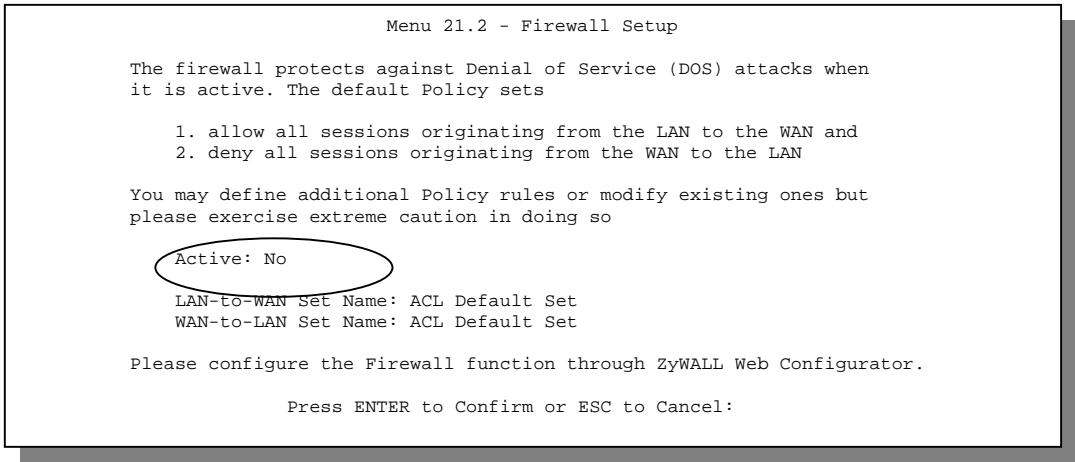 Menu 21.2 - Firewall Setup
The firewall protects against Denial of Service (DOS) attacks when
it is active. The default Policy sets
1. allow all sessions originating from the LAN to the WAN and
2. deny all sessions originating from the WAN to the LAN
You may define additional Policy rules or modify existing ones but
please exercise extreme caution in doing so
Active: No
LAN-to-WAN Set Name: ACL Default Set
WAN-to-LAN Set Name: ACL Default Set
Please configure the Firewall function through ZyWALL Web Configurator.
Press ENTER to Confirm or ESC to Cancel: